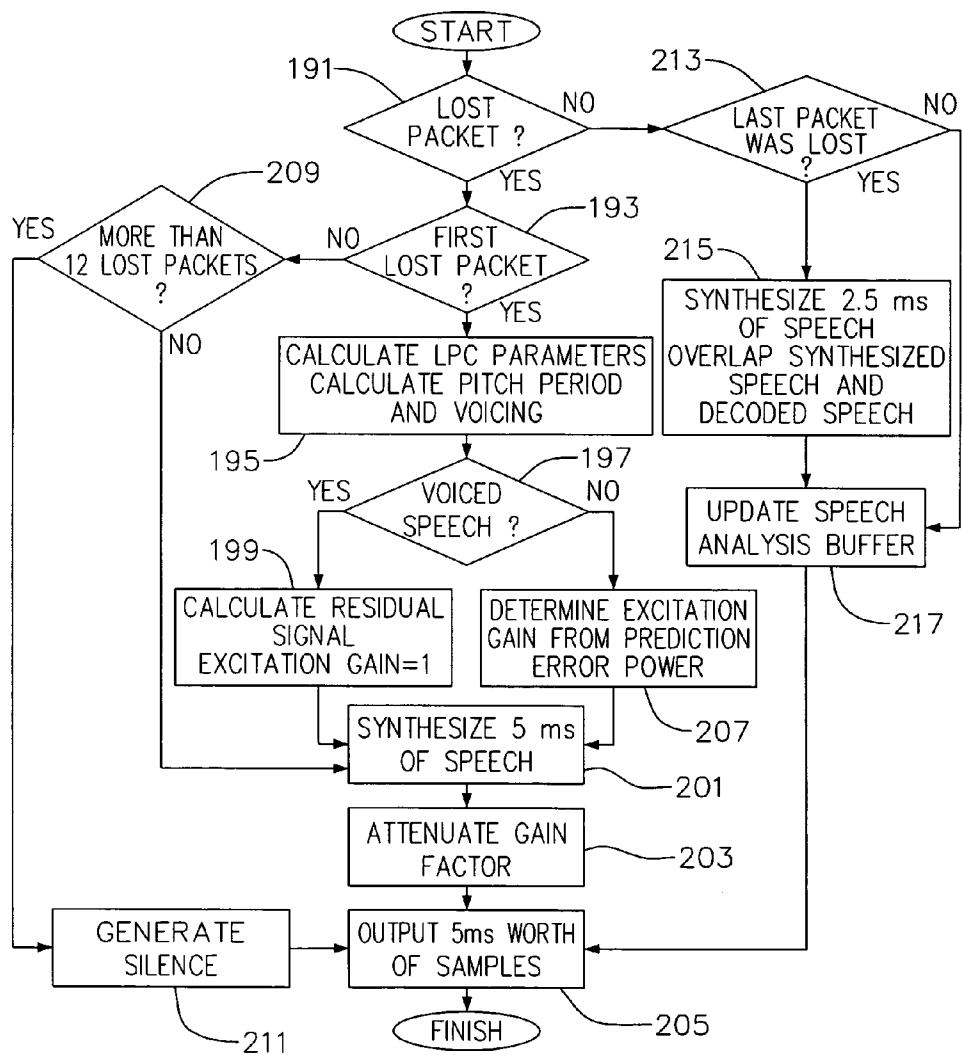 START
191
213
LOST
PACKET ?
NO
LAST PACKET
WAS LOST
?
NO
YES
YES
209
193
YES
MORE THAN
12 LOST PACKETS
?
NO
FIRST
LOST PACKET
?
215
YES
NO
SYNTHESIZE 2.5 ms
OF SPEECH
OVERLAP SYNTHESIZED
SPEECH AND
DECODED SPEECH
CALCULATE LPC PARAMETERS
CALCULATE PITCH PERIOD
AND VOICING
195
197
YES
VOICED
SPEECH ?
NO
UPDATE SPEECH
ANALYSIS BUFFER
199
217
CALCULATE RESIDUAL
SIGNAL
EXCITATION GAIN=1
DETERMINE EXCITATION
GAIN FROM PREDICTION
ERROR POWER
207
SYNTHESIZE 5 ms
OF SPEECH
201
ATTENUATE GAIN
FACTOR
203
GENERATE
SILENCE
OUTPUT 5ms WORTH
OF SAMPLES
211
205
FINISH